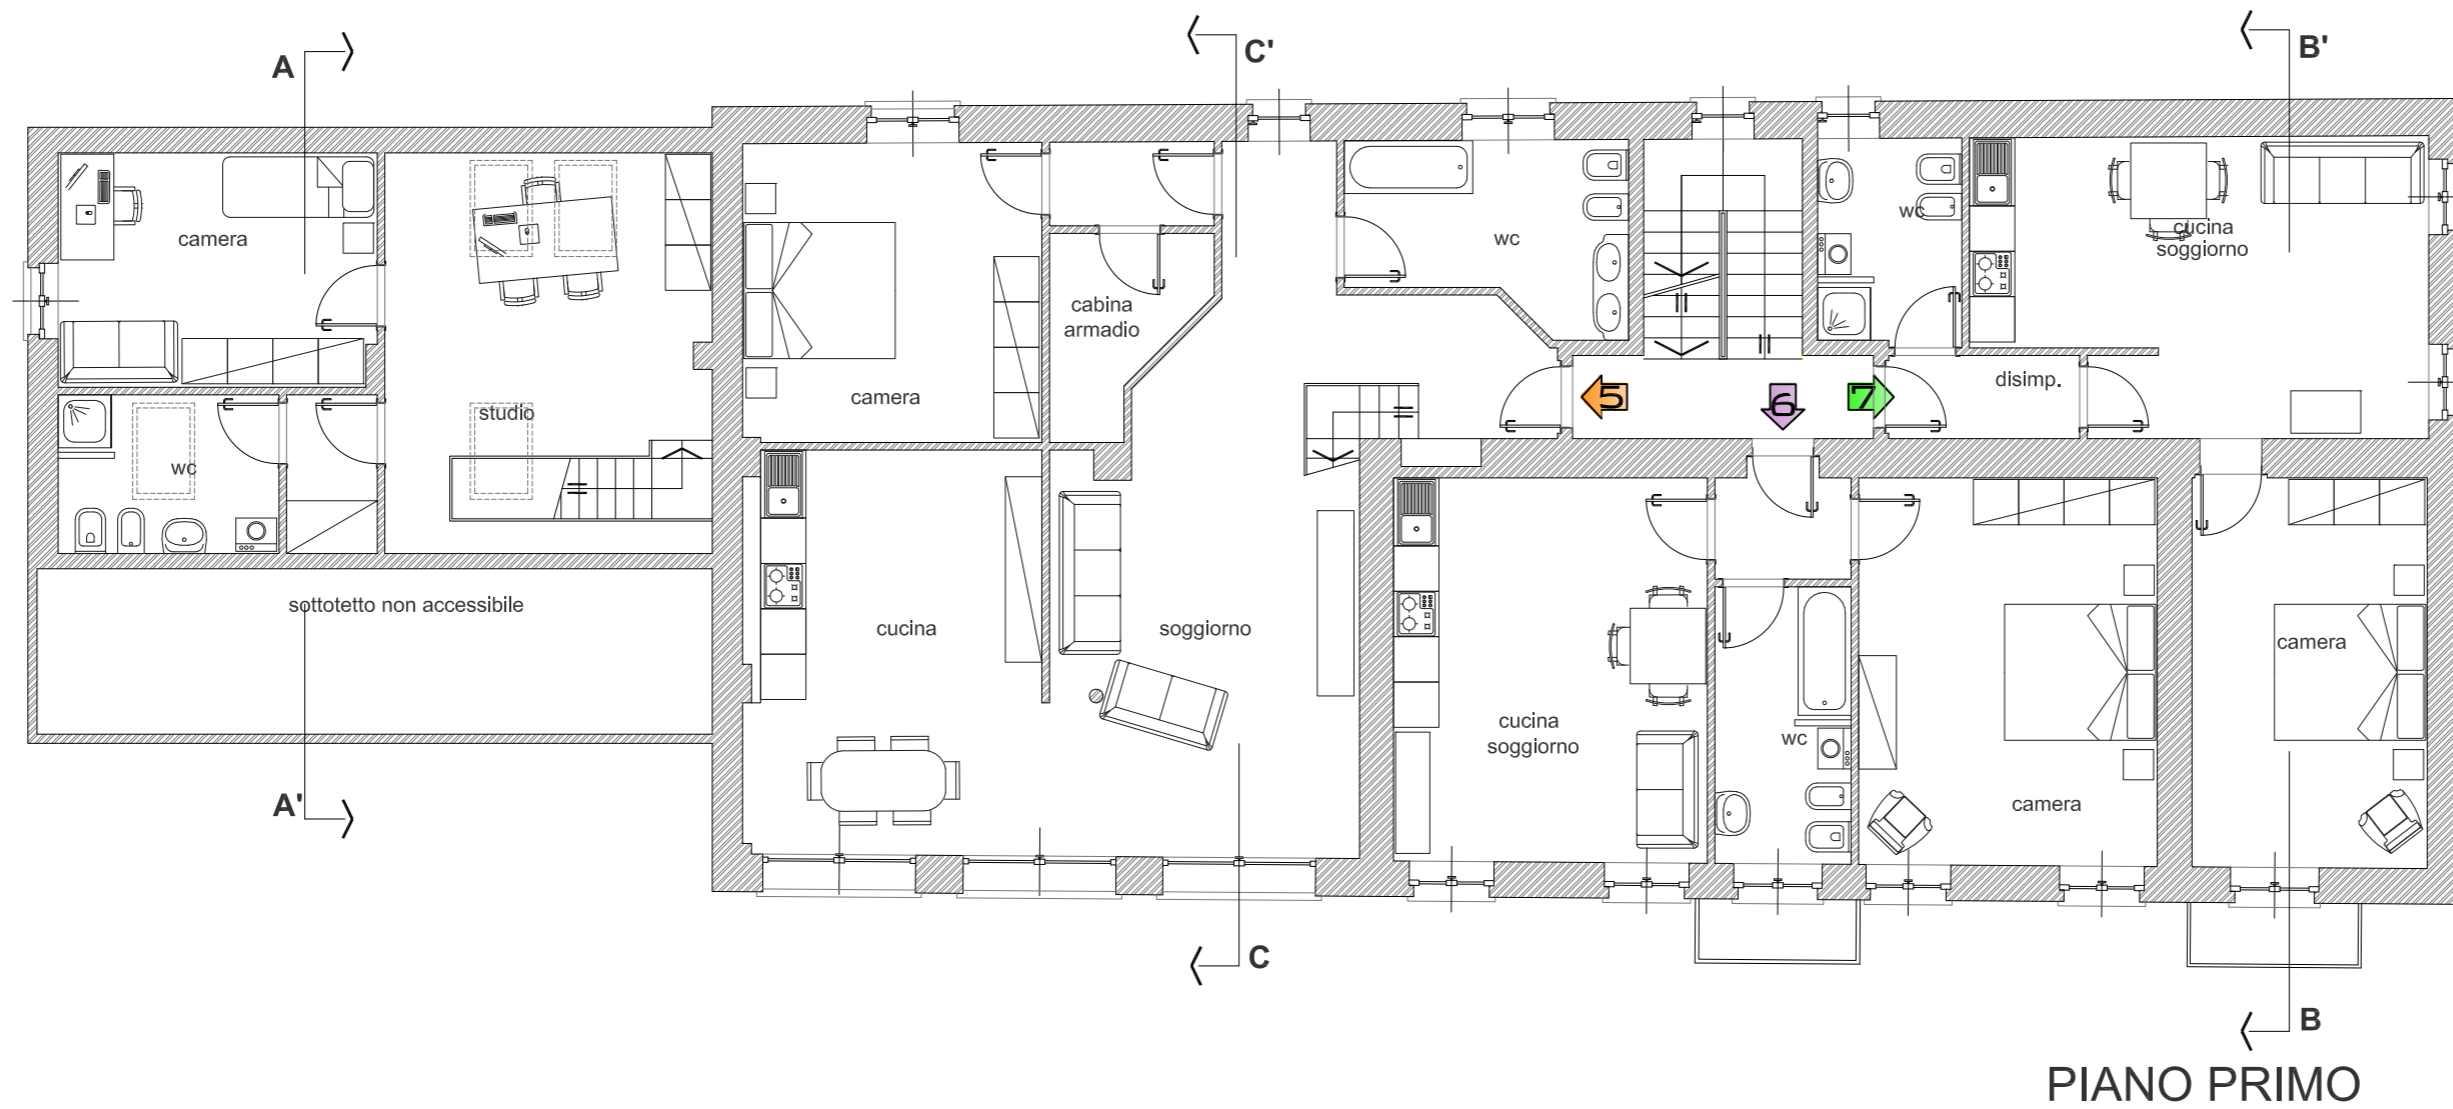 A
C'
B'
camera
wc
wc
cucina
soggiorno
cabina
armadio
camera
studio
5
6
7
disimp.
wc
sottotetto non accessibile
cucina
soggiorno
cucina
soggiorno
wc
camera
camera
A'
C
B
PIANO PRIMO